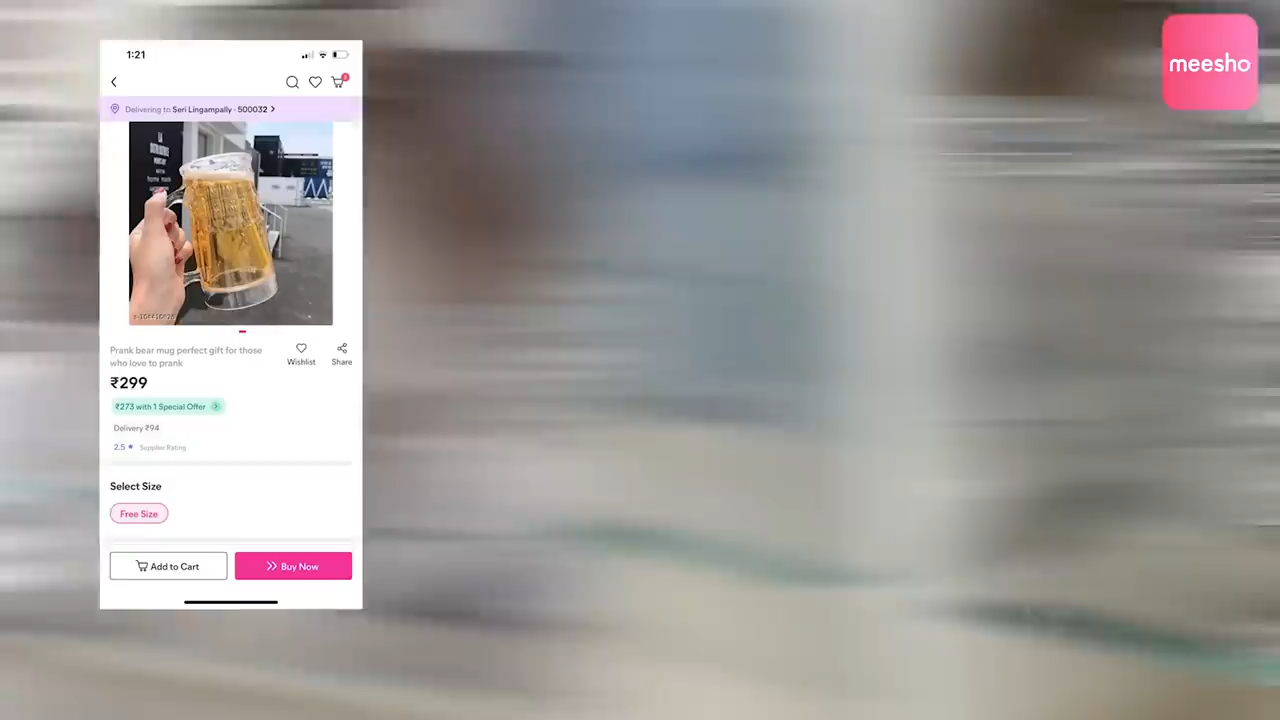 meesho
1:21
Delivering to Seri Lingampally - 500032
Prank bear mug perfect gift for those
who love to prank
Wishlist
Share
₹299
₹273 with 1 Special Offer
Delivery ₹94
2.5 ★ Supplier Rating
Select Size
Free Size
Add to Cart
Buy Now